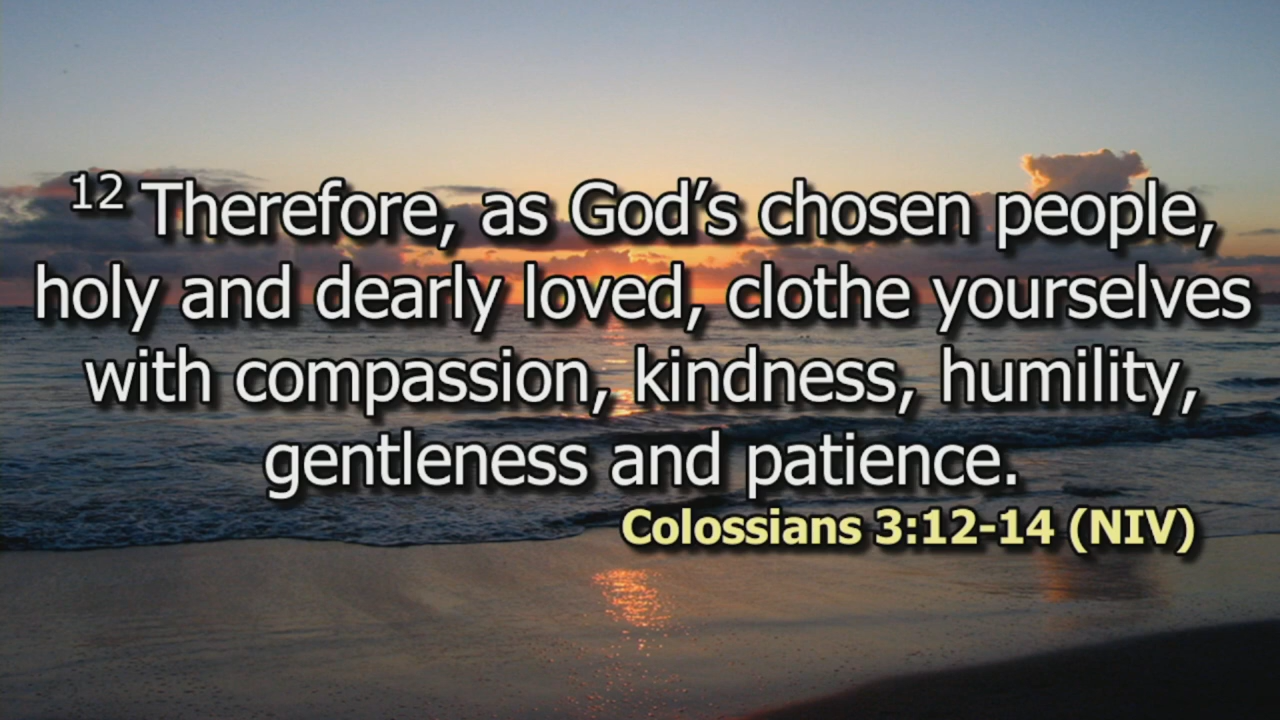 12 Therefore, as God’s chosen people,
holy and dearly loved, clothe yourselves
with compassion, kindness, humility,
gentleness and patience.
Colossians 3:12-14 (NIV)